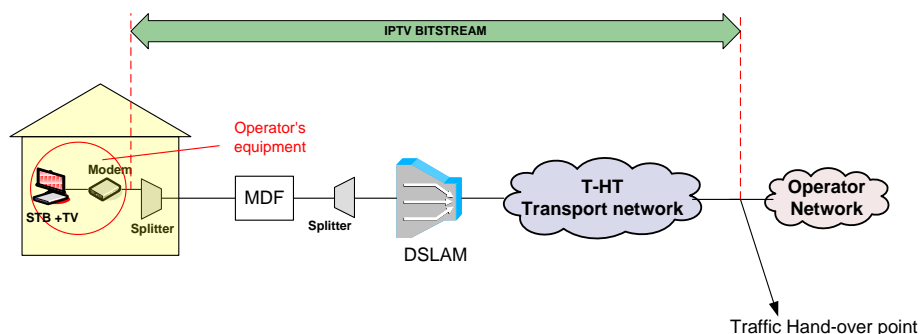 IPTV BITSTREAM
Operator's
equipment
Modem
STB +TV
Splitter
MDF
Splitter
DSLAM
T-HT
Transport network
Operator
Network
Traffic Hand-over point